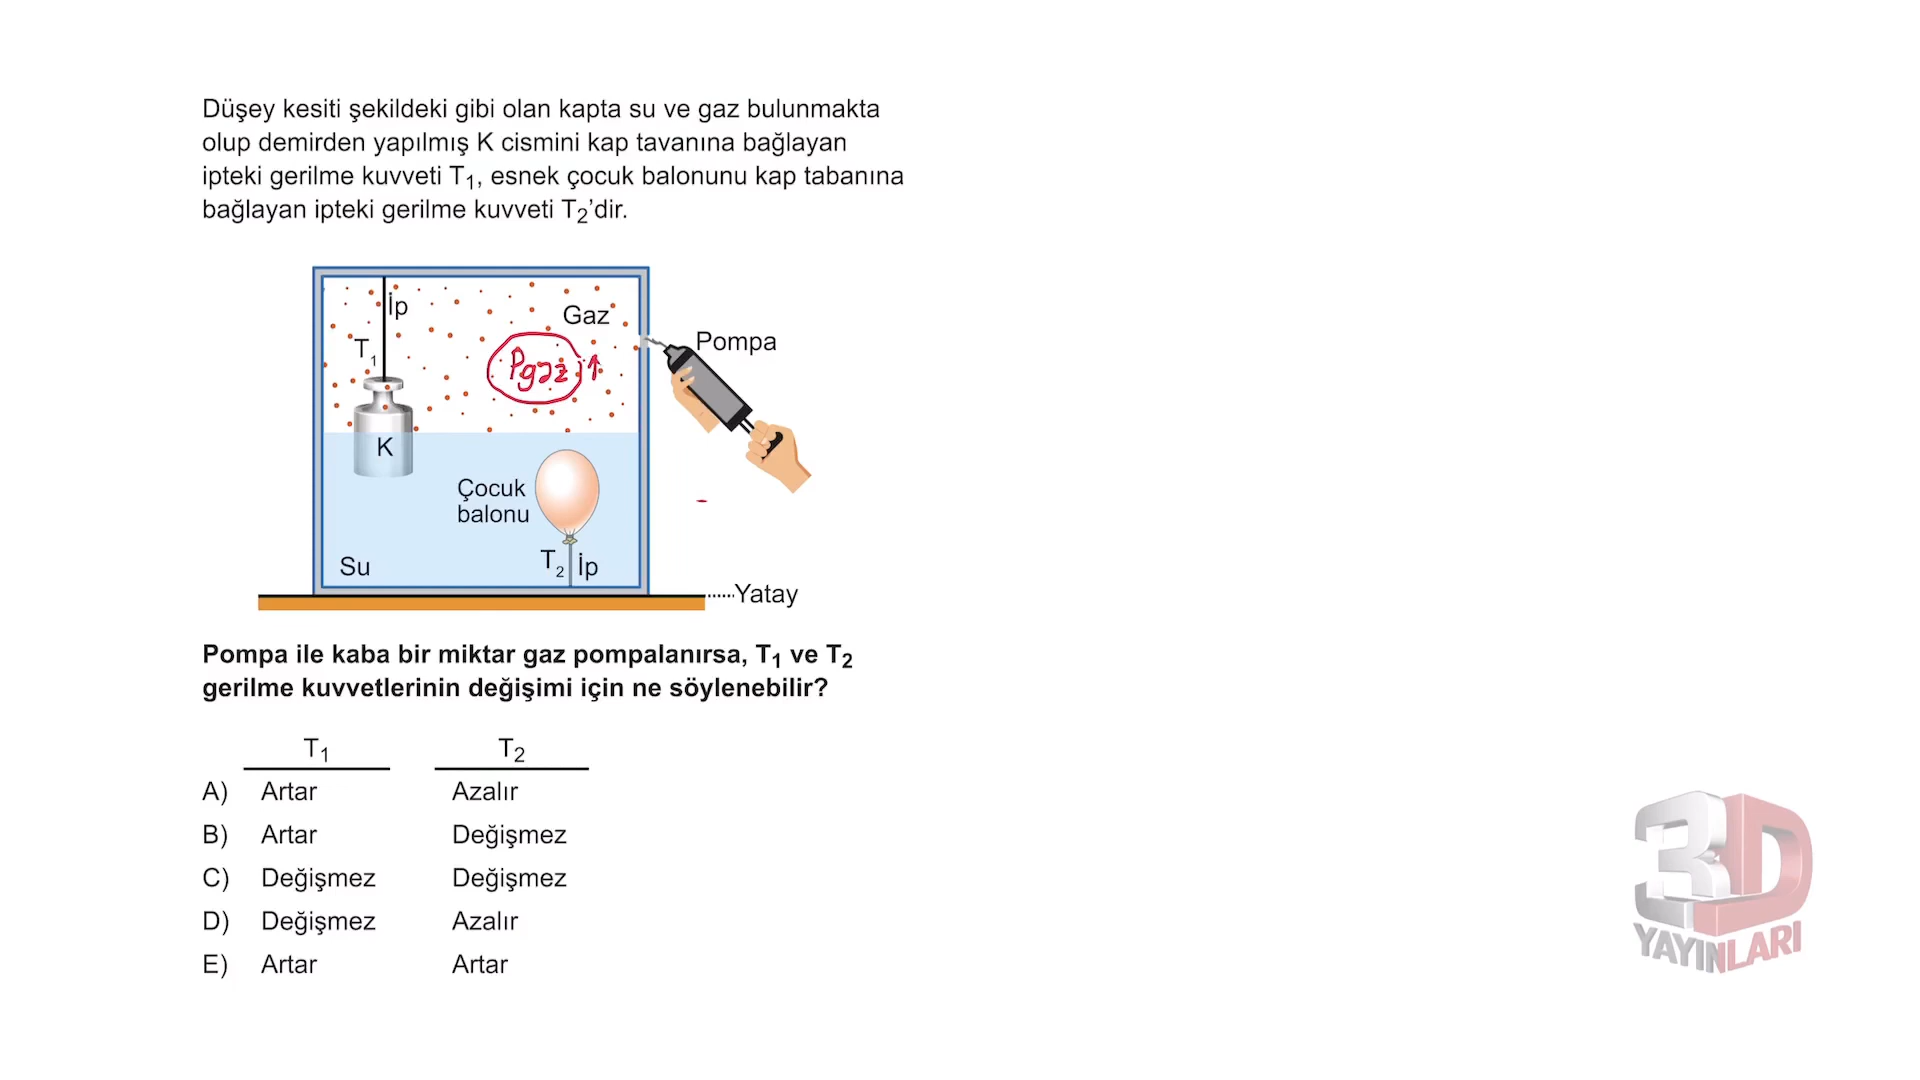 Düşey kesiti şekildeki gibi olan kapta su ve gaz bulunmakta
olup demirden yapılmış K cismini kap tavanına bağlayan
ipteki gerilme kuvveti T₁, esnek çocuk balonunu kap tabanına
bağlayan ipteki gerilme kuvveti T₂'dir.
İp
Gaz
T₁
Pgaz ↑
Pompa
K
Çocuk
balonu
Su
T₂ İp
Yatay
Pompa ile kaba bir miktar gaz pompalanırsa, T₁ ve T₂
gerilme kuvvetlerinin değişimi için ne söylenebilir?
T₁ T₂
A) Artar Azalır
B) Artar Değişmez
C) Değişmez Değişmez
D) Değişmez Azalır
E) Artar Artar
3D
YAYINLARI